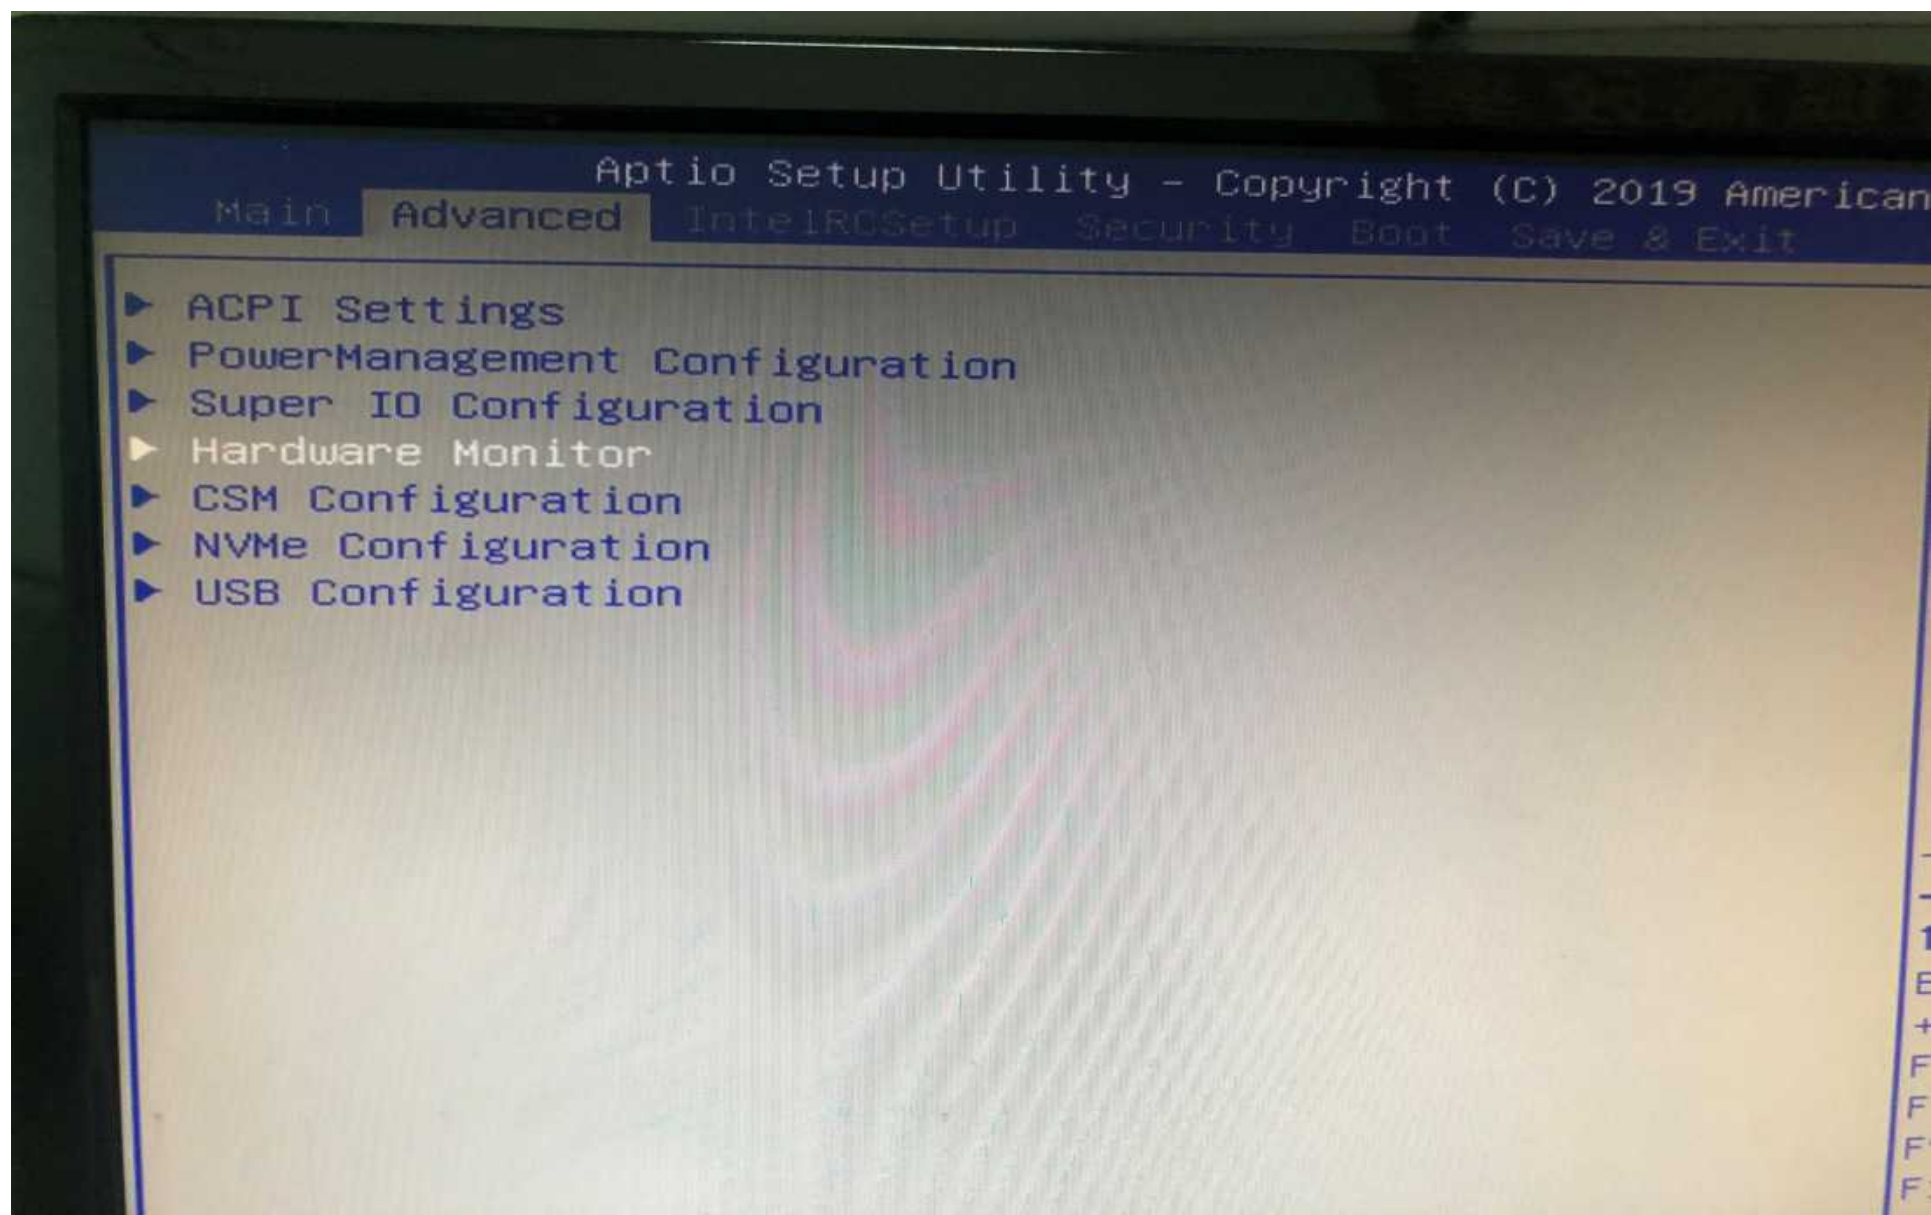 Aptio Setup Utility – Copyright (C) 2019 American
Main Advanced IntelRCSetup Security Boot Save & Exit
► ACPI Settings
► PowerManagement Configuration
► Super IO Configuration
► Hardware Monitor
► CSM Configuration
► NVMe Configuration
► USB Configuration